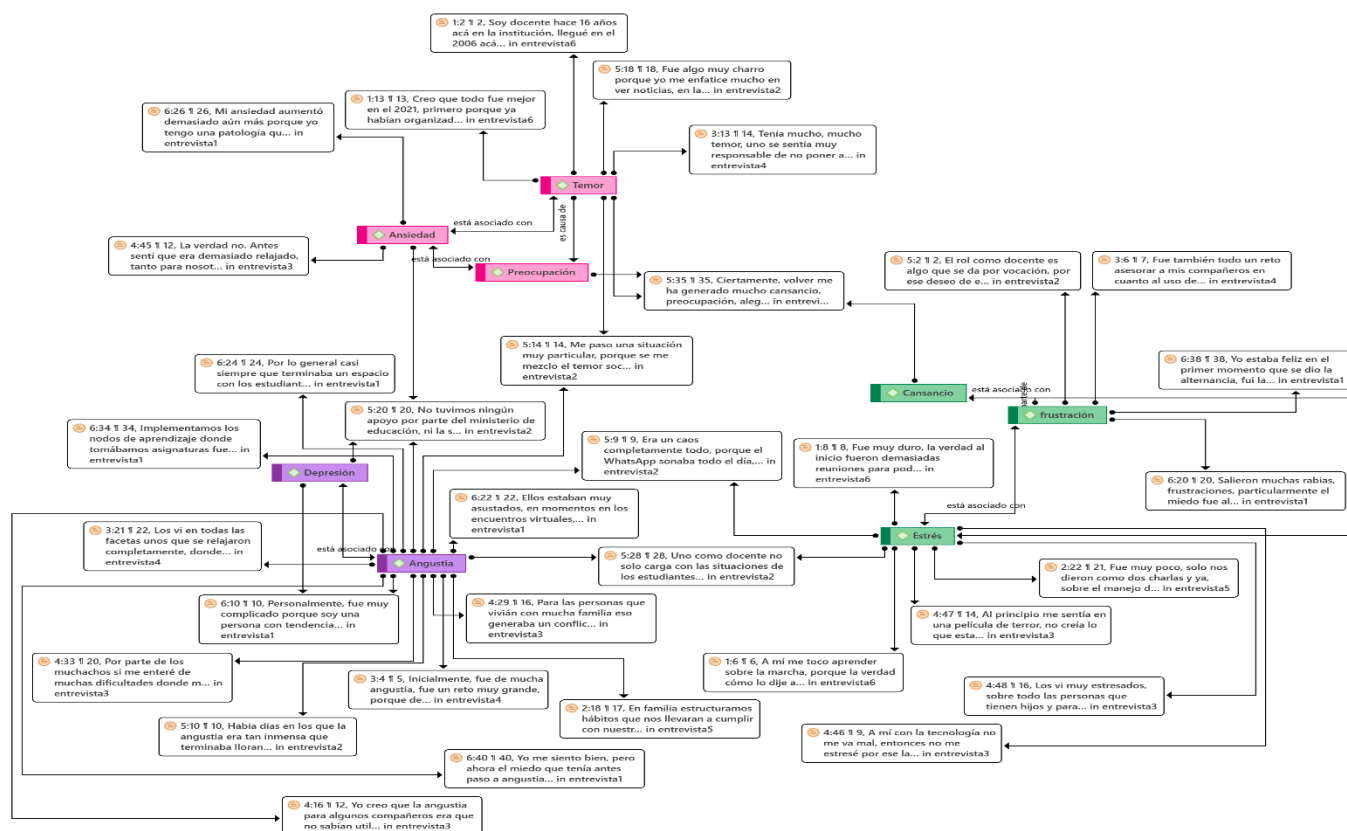 1:2 ¶ 2, Soy docente hace 16 años
acá en la institución, llegué en el
2006 acá... in entrevista6
5:18 ¶ 18, Fue algo muy charro
porque yo me enfatice mucho en
ver noticias, en la... in entrevista2
6:26 ¶ 26, Mi ansiedad aumentó
demasiado aún más porque yo
tengo una patología qu... in
entrevista1
1:13 ¶ 13, Creo que todo fue mejor
en el 2021, primero porque ya
habían organizad... in
entrevista6
3:13 ¶ 14, Tenía mucho, mucho
temor, uno se sentía muy
responsable de no poner a... in
entrevista4
Temor
es causa de
está asociado con
Ansiedad
4:45 ¶ 12, La verdad no. Antes
sentí que era demasiado relajado,
tanto para nosot... in entrevista3
está asociado con
Preocupación
5:35 ¶ 35, Ciertamente, volver me
ha generado mucho cansancio,
preocupación, aleg... in entrevi...
5:2 ¶ 2, El rol como docente es
algo que se da por vocación, por
ese deseo de e... in entrevista2
3:6 ¶ 7, Fue también todo un reto
asesorar a mis compañeros en
cuanto al uso de... in entrevista4
5:14 ¶ 14, Me paso una situación
muy particular, porque se me
mezclo el temor soc... in
entrevista2
6:24 ¶ 24, Por lo general casi
siempre que terminaba un espacio
con los estudiant... in entrevista1
6:38 ¶ 38, Yo estaba feliz en el
primer momento que se dio la
alternancia, fui la... in entrevista1
Cansancio
está asociado con
frustración
5:20 ¶ 20, No tuvimos ningún
apoyo por parte del ministerio de
educación, ni la s... in entrevista2
6:34 ¶ 34, Implementamos los
nodos de aprendizaje donde
tomábamos asignaturas fue... in
entrevista1
5:9 ¶ 9, Era un caos
completamente todo, porque el
WhatsApp sonaba todo el día,... in
entrevista2
1:8 ¶ 8, Fue muy duro, la verdad al
inicio fueron demasiadas
reuniones para pod... in
entrevista6
Depresión
6:20 ¶ 20, Salieron muchas rabias,
frustraciones, particularmente el
miedo fue al... in entrevista1
6:22 ¶ 22, Ellos estaban muy
asustados, en momentos en los
encuentros virtuales,... in
entrevista1
está asociado con
3:21 ¶ 22, Los vi en todas las
facetas unos que se relajaron
completamente, donde... in
entrevista4
está asociado con
Estrés
Angustia
5:28 ¶ 28, Uno como docente no
solo carga con las situaciones de
los estudiantes... in entrevista2
2:22 ¶ 21, Fue muy poco, solo nos
dieron como dos charlas y ya,
sobre el manejo d... in entrevista5
6:10 ¶ 10, Personalmente, fue muy
complicado porque soy una
persona con tendencia... in
entrevista1
4:29 ¶ 16, Para las personas que
vivían con mucha familia eso
generaba un conflic... in
entrevista3
4:47 ¶ 14, Al principio me sentía en
una película de terror, no creía lo
que esta... in entrevista3
4:33 ¶ 20, Por parte de los
muchachos si me enteré de
muchas dificultades donde m... in
entrevista3
3:4 ¶ 5, Inicialmente, fue de mucha
angustia, fue un reto muy grande,
porque de... in entrevista4
1:6 ¶ 6, A mí me toco aprender
sobre la marcha, porque la verdad
cómo lo dije a... in entrevista6
4:48 ¶ 16, Los vi muy estresados,
sobre todo las personas que
tienen hijos y para... in
entrevista3
2:18 ¶ 17, En familia estructuramos
hábitos que nos llevaran a cumplir
con nuestr... in entrevista5
5:10 ¶ 10, Había días en los que la
angustia era tan inmensa que
terminaba lloran... in entrevista2
4:46 ¶ 9, A mí con la tecnología no
me va mal, entonces no me
estresé por ese la... in entrevista3
6:40 ¶ 40, Yo me siento bien, pero
ahora el miedo que tenía antes
paso a angustia... in entrevista1
4:16 ¶ 12, Yo creo que la angustia
para algunos compañeros era que
no sabían util... in entrevista3